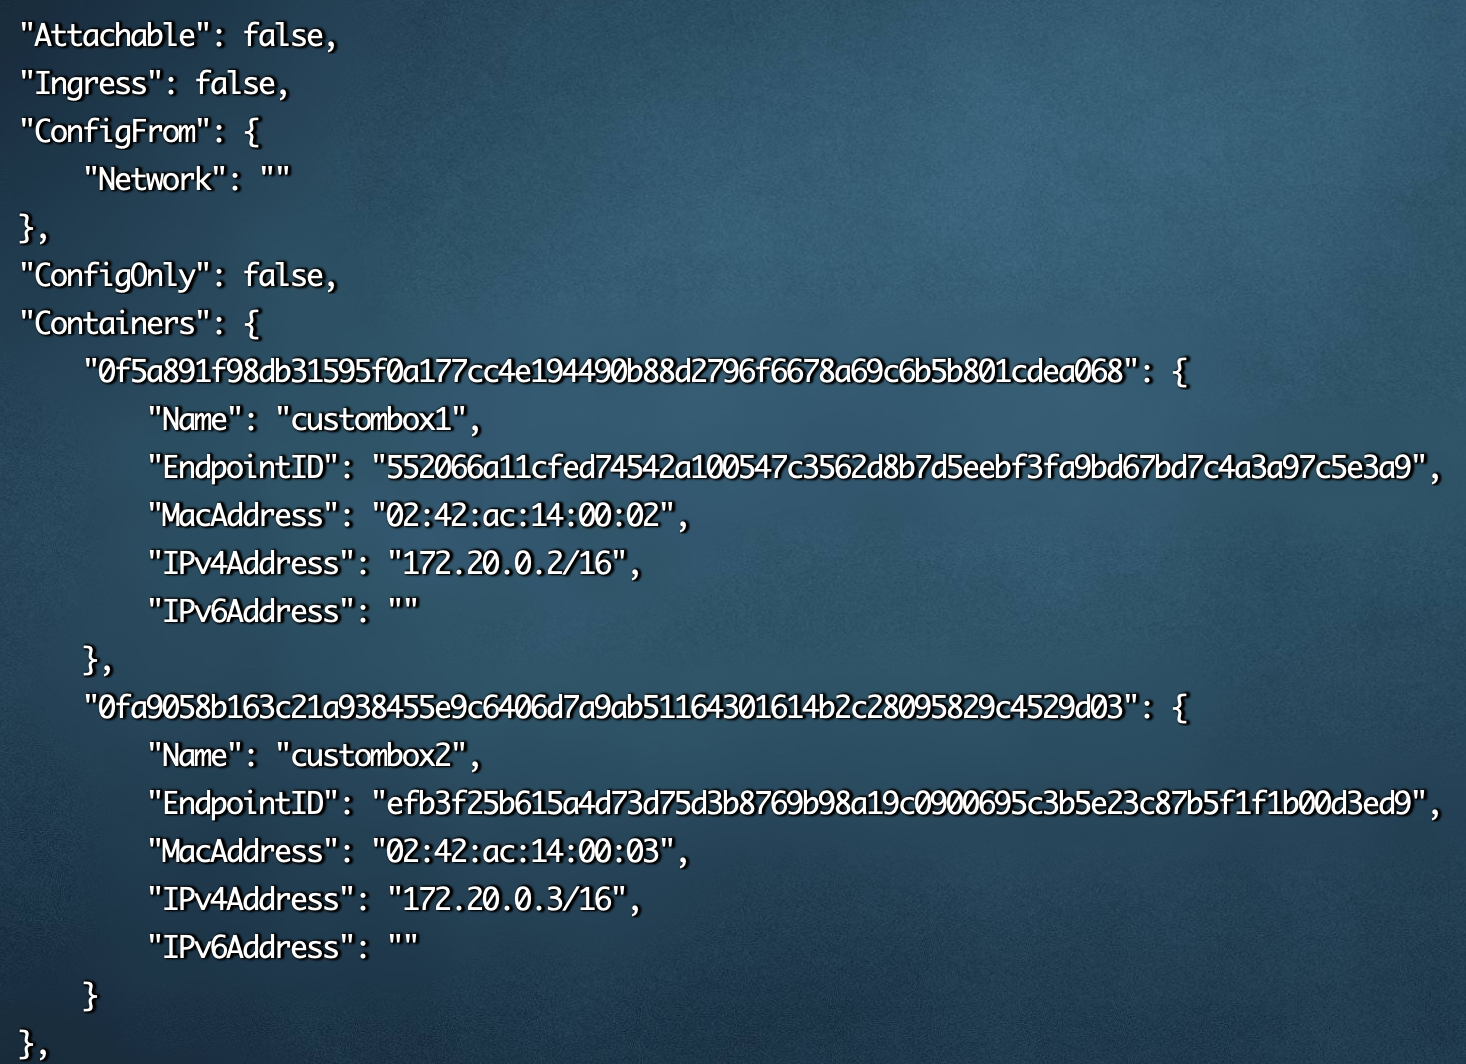 "Attachable": false,
"Ingress": false,
"ConfigFrom": {
    "Network": ""
},
"ConfigOnly": false,
"Containers": {
    "0f5a891f98db31595f0a177cc4e194490b88d2796f6678a69c6b5b801cdea068": {
        "Name": "custombox1",
        "EndpointID": "552066a11cfed74542a100547c3562d8b7d5eebf3fa9bd67bd7c4a3a97c5e3a9",
        "MacAddress": "02:42:ac:14:00:02",
        "IPv4Address": "172.20.0.2/16",
        "IPv6Address": ""
    },
    "0fa9058b163c21a938455e9c6406d7a9ab51164301614b2c28095829c4529d03": {
        "Name": "custombox2",
        "EndpointID": "efb3f25b615a4d73d75d3b8769b98a19c0900695c3b5e23c87b5f1f1b00d3ed9",
        "MacAddress": "02:42:ac:14:00:03",
        "IPv4Address": "172.20.0.3/16",
        "IPv6Address": ""
    }
},